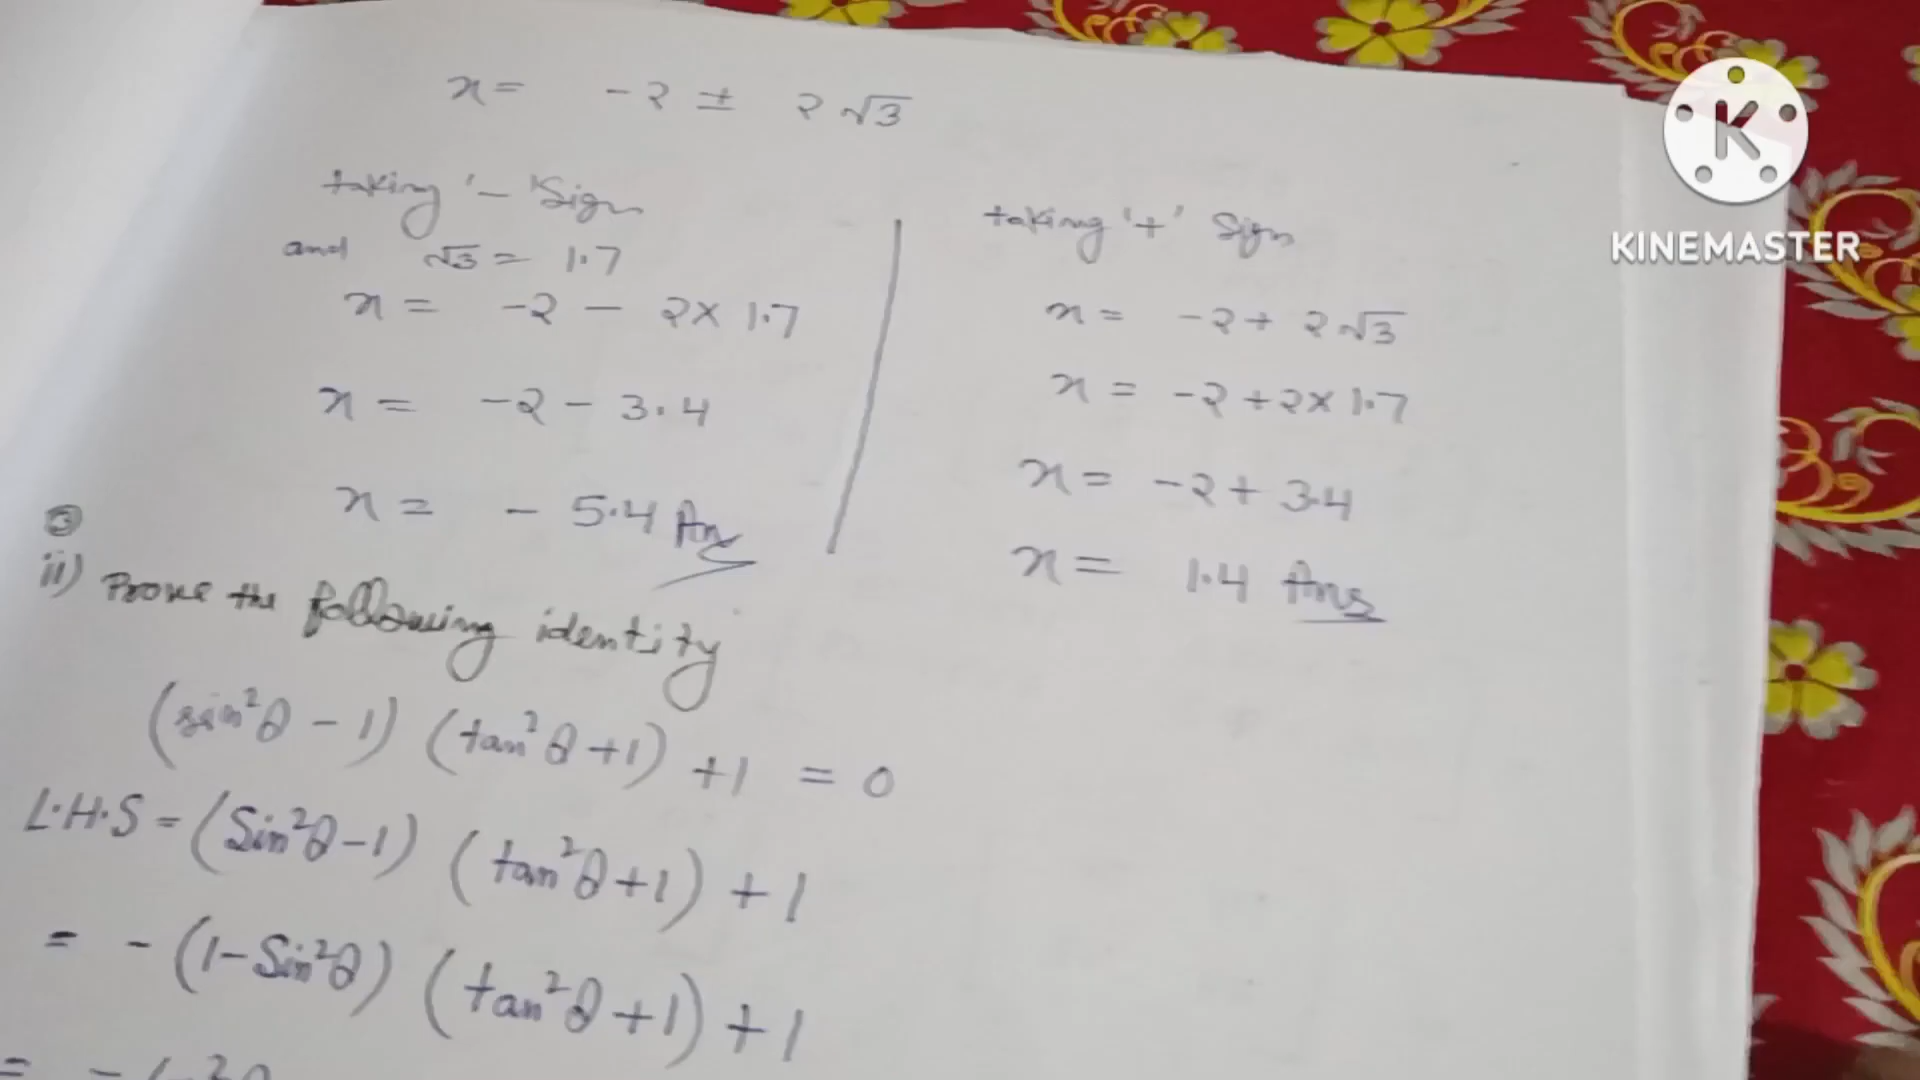 x = -2 ± 2√3
taking '-' Sign
and √3 = 1.7
x = -2 - 2×1.7
x = -2 - 3.4
x = - 5.4 Ans
taking '+' Sign
x = -2 + 2√3
x = -2 + 2×1.7
x = -2 + 3.4
x = 1.4 Ans
KINEMASTER
③
ii) Prove the following identity
(sin²θ - 1) (tan²θ + 1) + 1 = 0
L.H.S = (Sin²θ - 1) (tan²θ + 1) + 1
= - (1 - Sin²θ) (tan²θ + 1) + 1